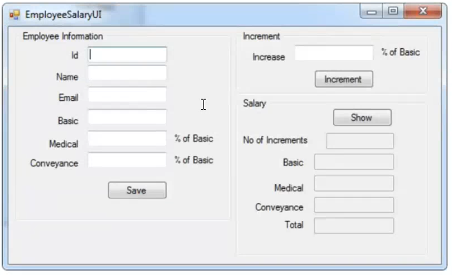 EmployeeSalaryUI
Employee Information
Id
Name
Email
Basic
Medical % of Basic
Conveyance % of Basic
Save
Increment
Increase % of Basic
Increment
Salary
Show
No of Increments
Basic
Medical
Conveyance
Total